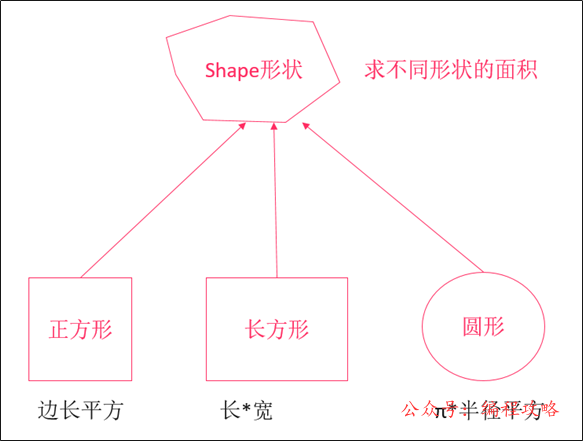 Shape形状
求不同形状的面积
正方形
长方形
圆形
边长平方
长*宽
π*半径平方
公众号：编程攻略